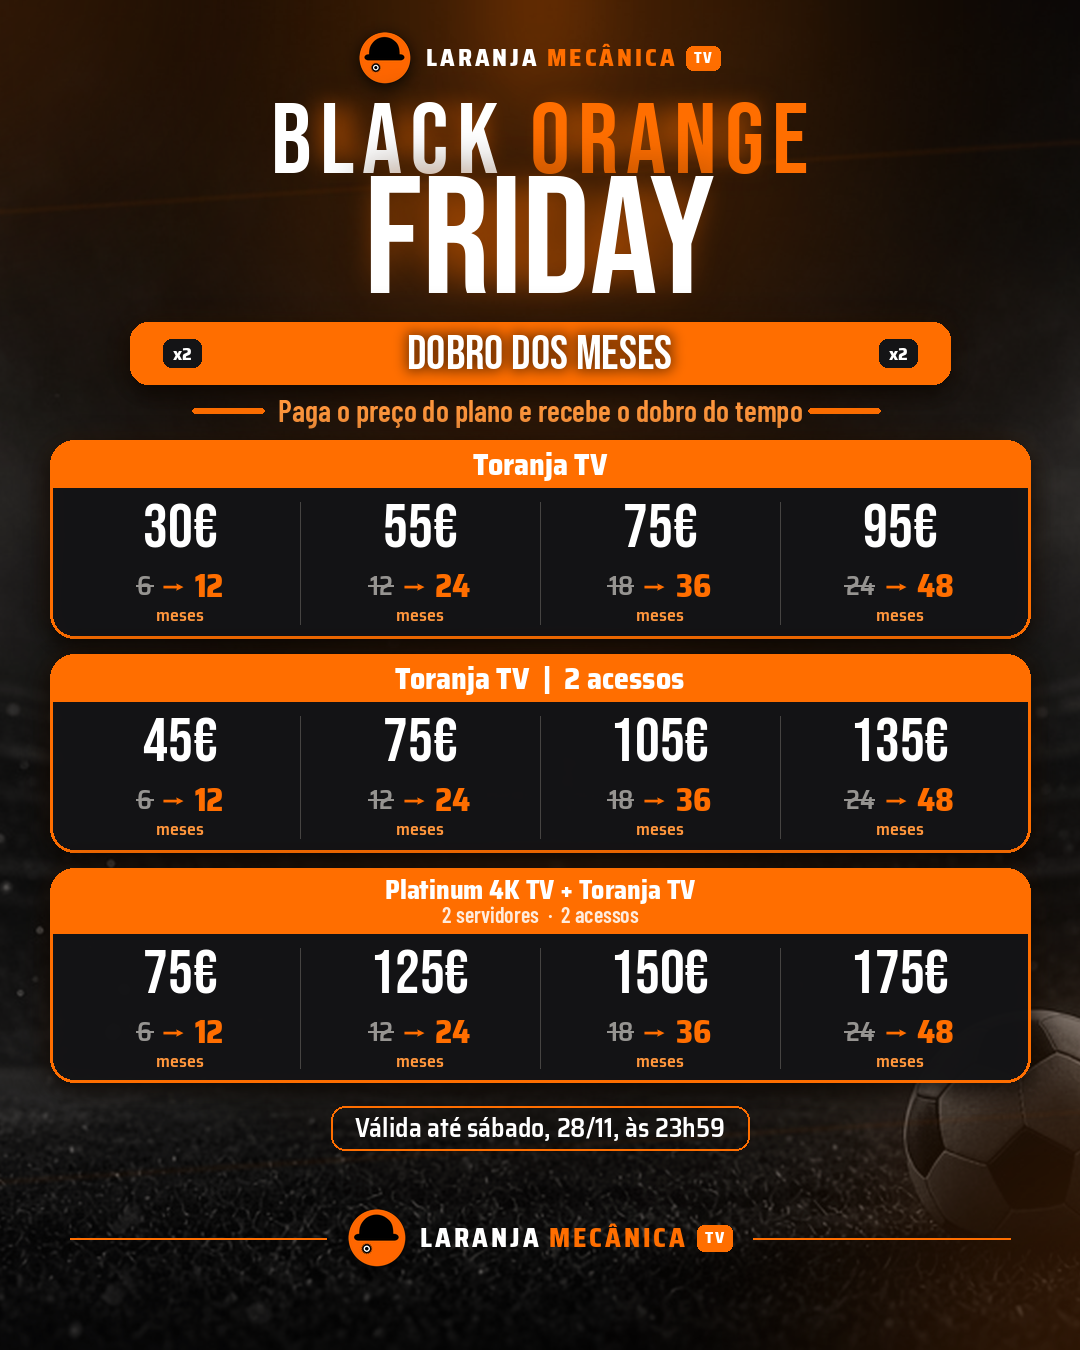 LARANJA MECÂNICA TV
BLACK ORANGE
FRIDAY
x2 DOBRO DOS MESES x2
Paga o preço do plano e recebe o dobro do tempo
Toranja TV
30€ 55€ 75€ 95€
6 → 12 12 → 24 18 → 36 24 → 48
meses meses meses meses
Toranja TV | 2 acessos
45€ 75€ 105€ 135€
6 → 12 12 → 24 18 → 36 24 → 48
meses meses meses meses
Platinum 4K TV + Toranja TV
2 servidores · 2 acessos
75€ 125€ 150€ 175€
6 → 12 12 → 24 18 → 36 24 → 48
meses meses meses meses
Válida até sábado, 28/11, às 23h59
LARANJA MECÂNICA TV